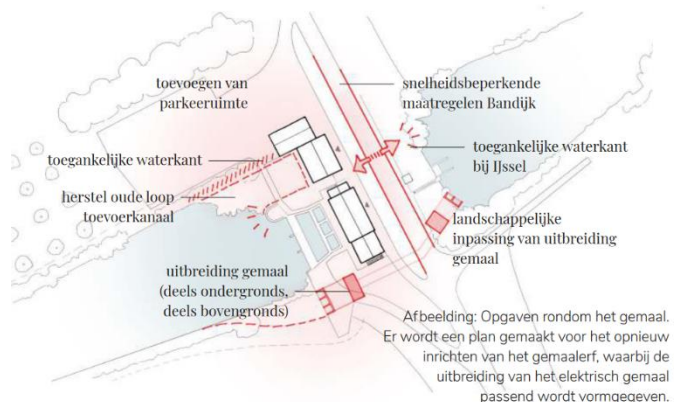 toevoegen van
parkeeruimte
snelheidsbeperkende
maatregelen Bandijk
toegankelijke waterkant
toegankelijke waterkant
bij IJssel
herstel oude loop
toevoerkanaal
landschappelijke
inpassing van uitbreiding
gemaal
uitbreiding gemaal
(deels ondergronds,
deels bovengronds)
Afbeelding: Opgaven rondom het gemaal.
Er wordt een plan gemaakt voor het opnieuw
inrichten van het gemaalerf, waarbij de
uitbreiding van het elektrisch gemaal
passend wordt vormgegeven.